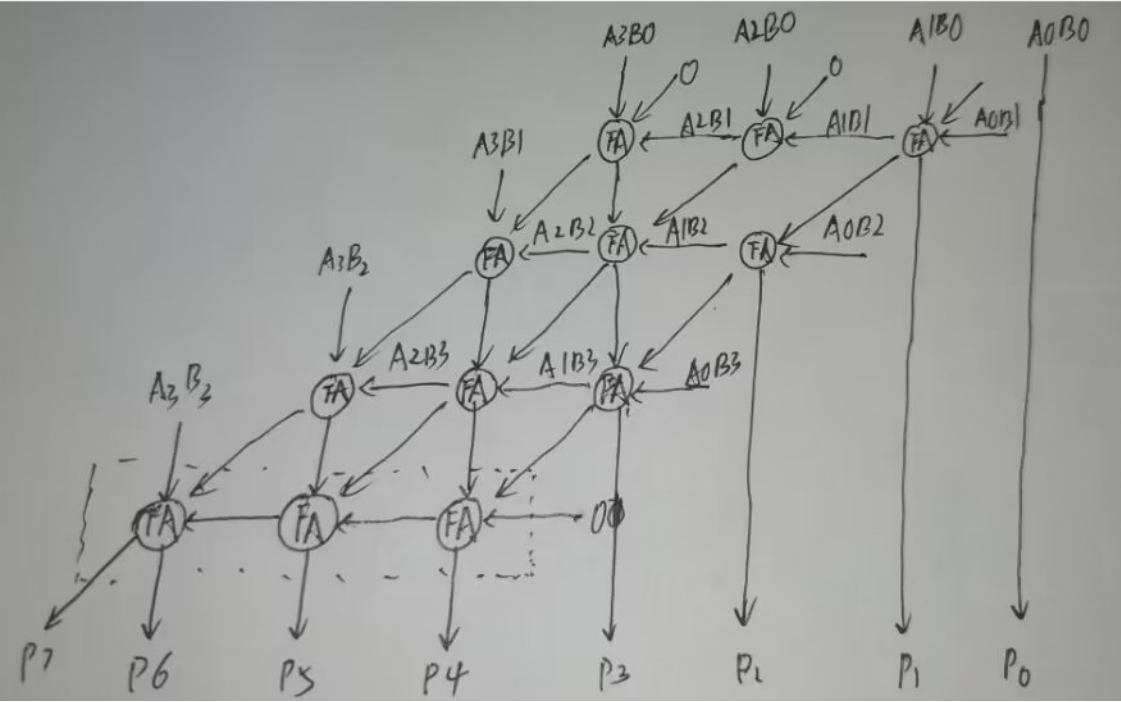 A3B0 A2B0 A1B0 A0B0
0 0
A3B1 FA A2B1 FA A1B1 FA A0B1
A3B2 FA A2B2 FA A1B2 FA A0B2
A3B3 FA A2B3 FA A1B3 FA A0B3
FA FA FA 0
P7 P6 P5 P4 P3 P2 P1 P0